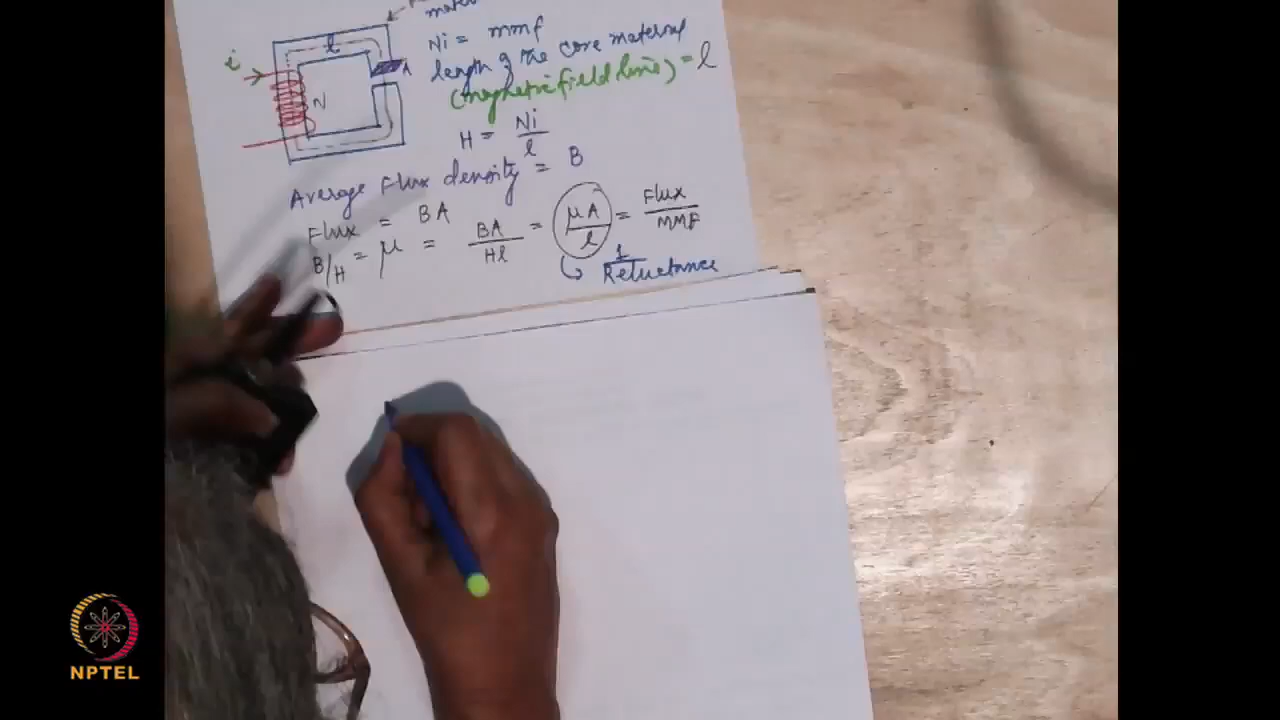 mater
Ni = mmf
length of the core material
(magnetic field line) = l
i
l
A
N
H = Ni/l
Average Flux density = B
Flux = BA
B/H = μ = BA/Hl = μA/l = Flux/MMF
1/Reluctance
NPTEL